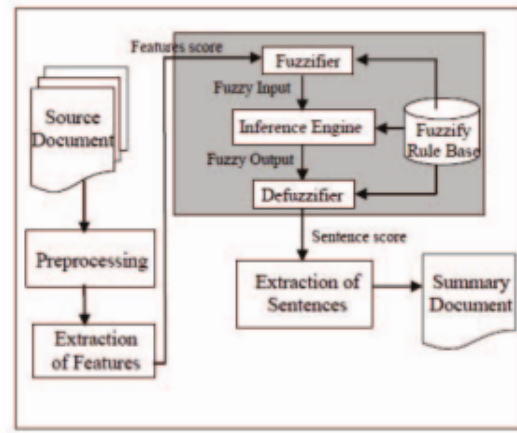 Features score
Source
Document
Fuzzifier
Fuzzy Input
Inference Engine
Fuzzify
Rule Base
Fuzzy Output
Defuzzifier
Sentence score
Preprocessing
Extraction of
Sentences
Summary
Document
Extraction
of Features